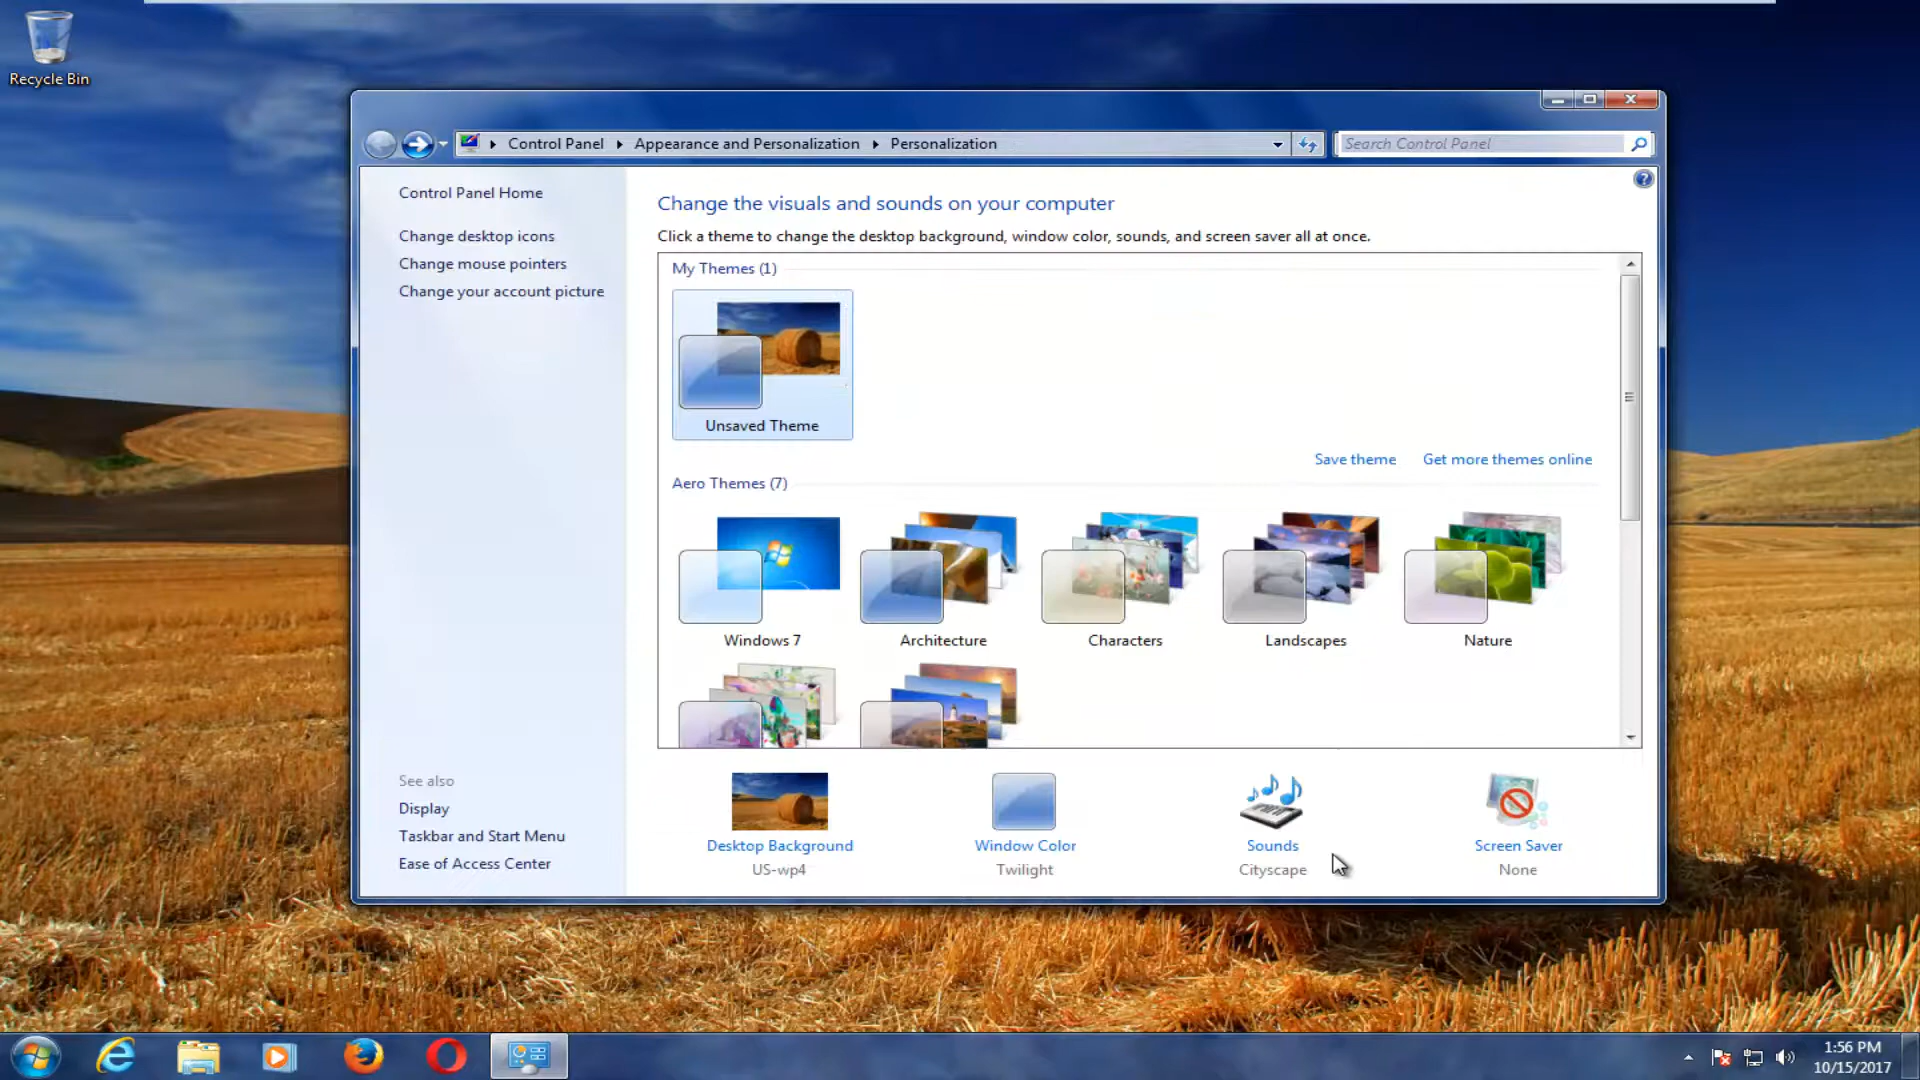 Recycle Bin
Control Panel
Appearance and Personalization
Personalization
Search Control Panel
Control Panel Home
Change desktop icons
Change mouse pointers
Change your account picture
Change the visuals and sounds on your computer
Click a theme to change the desktop background, window color, sounds, and screen saver all at once.
My Themes (1)
Unsaved Theme
Save theme
Get more themes online
Aero Themes (7)
Windows 7
Architecture
Characters
Landscapes
Nature
See also
Display
Taskbar and Start Menu
Ease of Access Center
Desktop Background
US-wp4
Window Color
Twilight
Sounds
Cityscape
Screen Saver
None
1:56 PM
10/15/2017